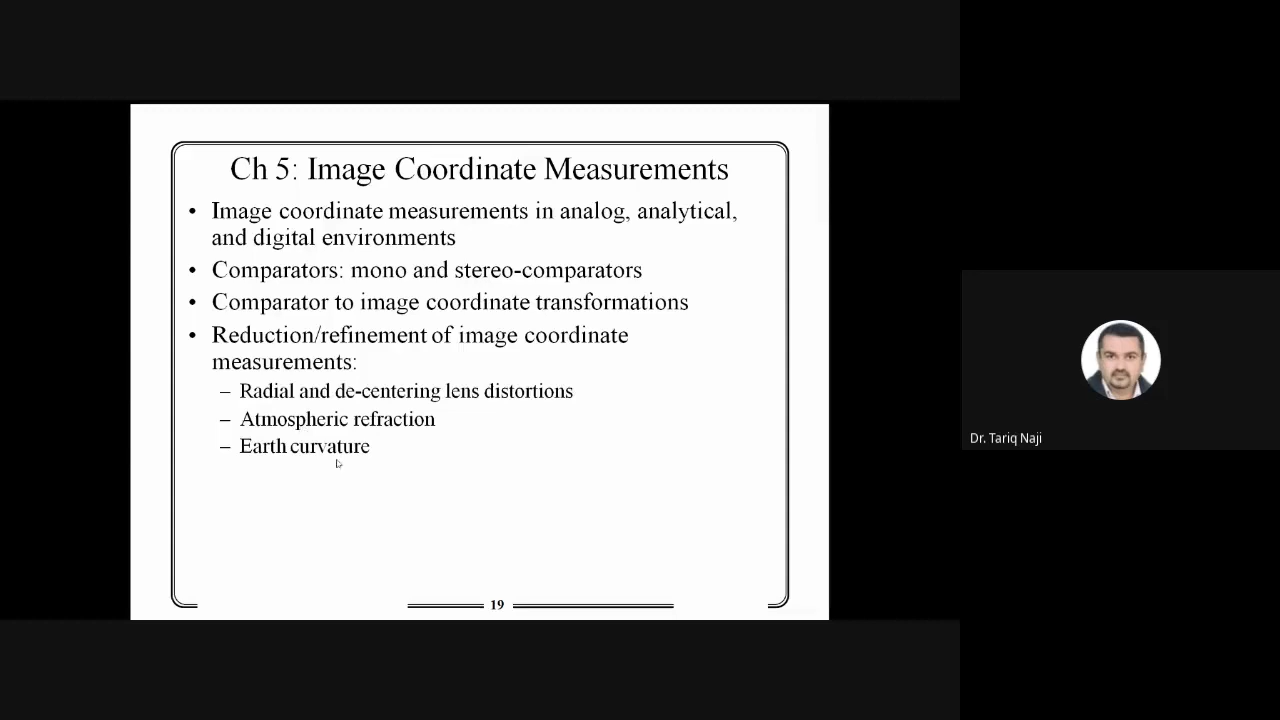 Ch 5: Image Coordinate Measurements
• Image coordinate measurements in analog, analytical,
and digital environments
• Comparators: mono and stereo-comparators
• Comparator to image coordinate transformations
• Reduction/refinement of image coordinate
measurements:
– Radial and de-centering lens distortions
– Atmospheric refraction
– Earth curvature
19
Dr. Tariq Naji